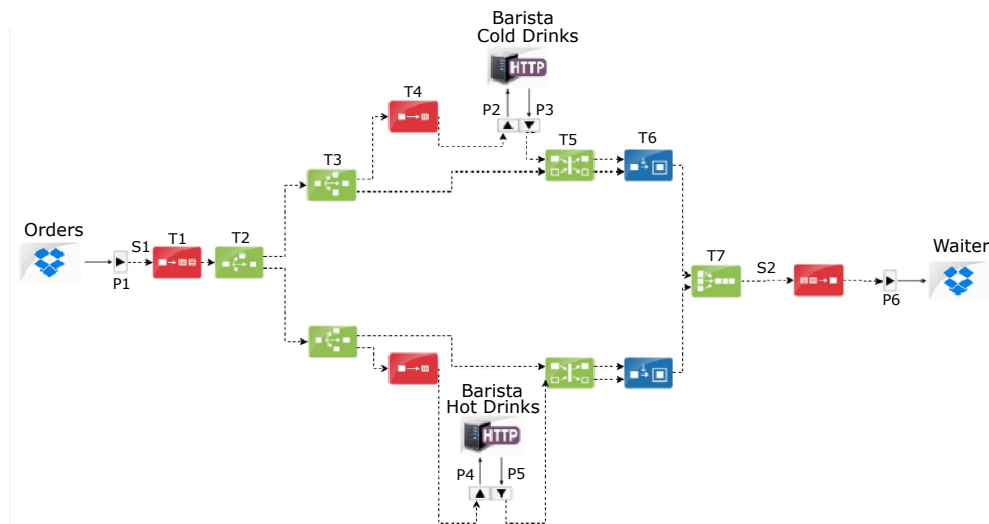 Barista
Cold Drinks
HTTP
T4
P2
P3
T3
T5
T6
Orders
S1
T1
T2
P1
T7
S2
Waiter
P6
Barista
Hot Drinks
HTTP
P4
P5